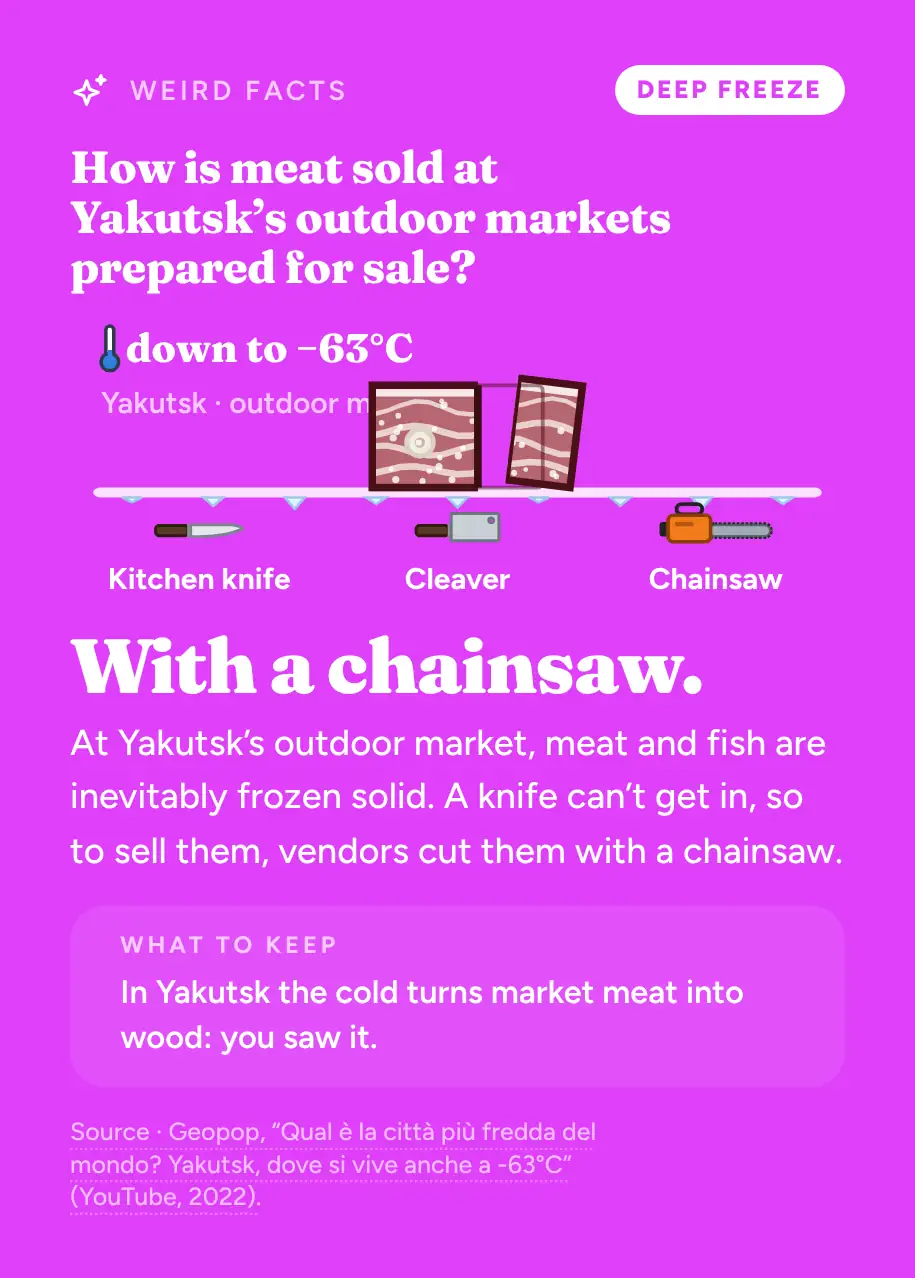 WEIRD FACTS
DEEP FREEZE
How is meat sold at
Yakutsk’s outdoor markets
prepared for sale?
down to −63°C
Yakutsk · outdoor m
Kitchen knife
Cleaver
Chainsaw
With a chainsaw.
At Yakutsk’s outdoor market, meat and fish are
inevitably frozen solid. A knife can’t get in, so
to sell them, vendors cut them with a chainsaw.
WHAT TO KEEP
In Yakutsk the cold turns market meat into
wood: you saw it.
Source · Geopop, “Qual è la città più fredda del
mondo? Yakutsk, dove si vive anche a -63°C”
(YouTube, 2022).